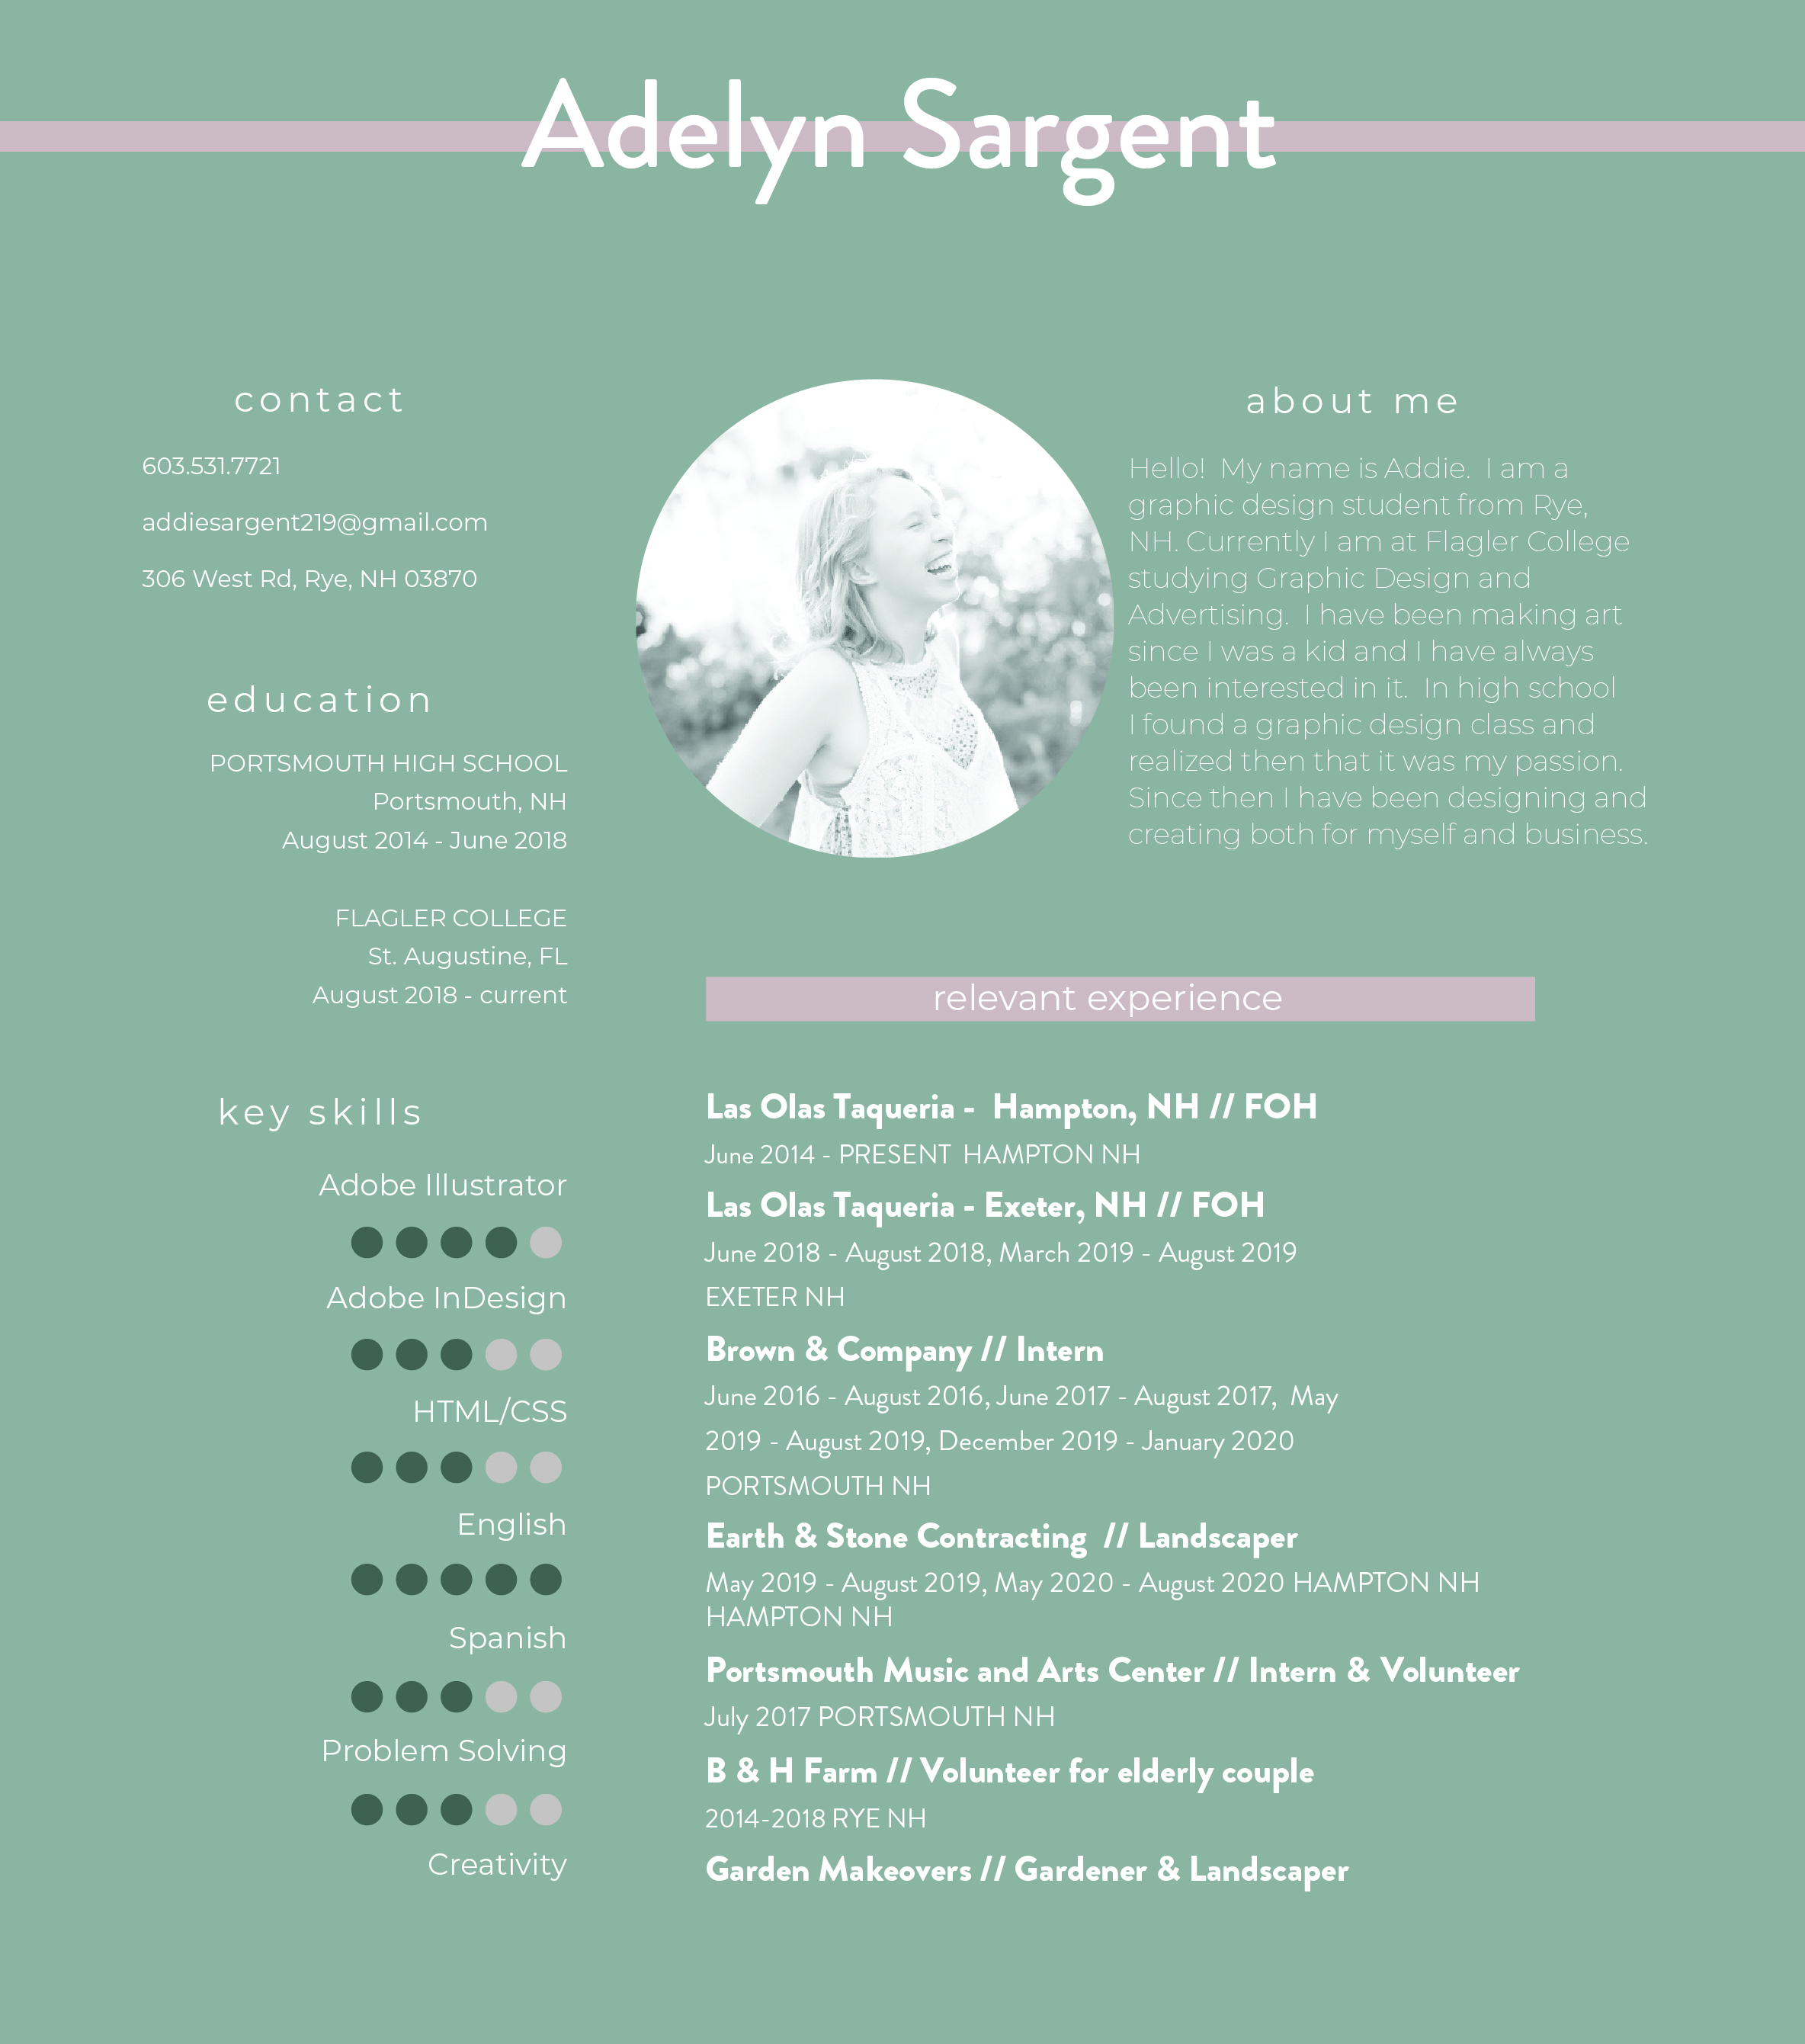 Adelyn Sargent
contact
603.531.7721
addiesargent219@gmail.com
306 West Rd, Rye, NH 03870
education
PORTSMOUTH HIGH SCHOOL
Portsmouth, NH
August 2014 - June 2018
FLAGLER COLLEGE
St. Augustine, FL
August 2018 - current
key skills
Adobe Illustrator
Adobe InDesign
HTML/CSS
English
Spanish
Problem Solving
Creativity
about me
Hello!  My name is Addie.  I am a
graphic design student from Rye,
NH. Currently I am at Flagler College
studying Graphic Design and
Advertising.  I have been making art
since I was a kid and I have always
been interested in it.  In high school
I found a graphic design class and
realized then that it was my passion.
Since then I have been designing and
creating both for myself and business.
relevant experience
Las Olas Taqueria -  Hampton, NH // FOH
June 2014 - PRESENT  HAMPTON NH
Las Olas Taqueria - Exeter, NH // FOH
June 2018 - August 2018, March 2019 - August 2019
EXETER NH
Brown & Company // Intern
June 2016 - August 2016, June 2017 - August 2017,  May
2019 - August 2019, December 2019 - January 2020
PORTSMOUTH NH
Earth & Stone Contracting  // Landscaper
May 2019 - August 2019, May 2020 - August 2020 HAMPTON NH
HAMPTON NH
Portsmouth Music and Arts Center // Intern & Volunteer
July 2017 PORTSMOUTH NH
B & H Farm // Volunteer for elderly couple
2014-2018 RYE NH
Garden Makeovers // Gardener & Landscaper